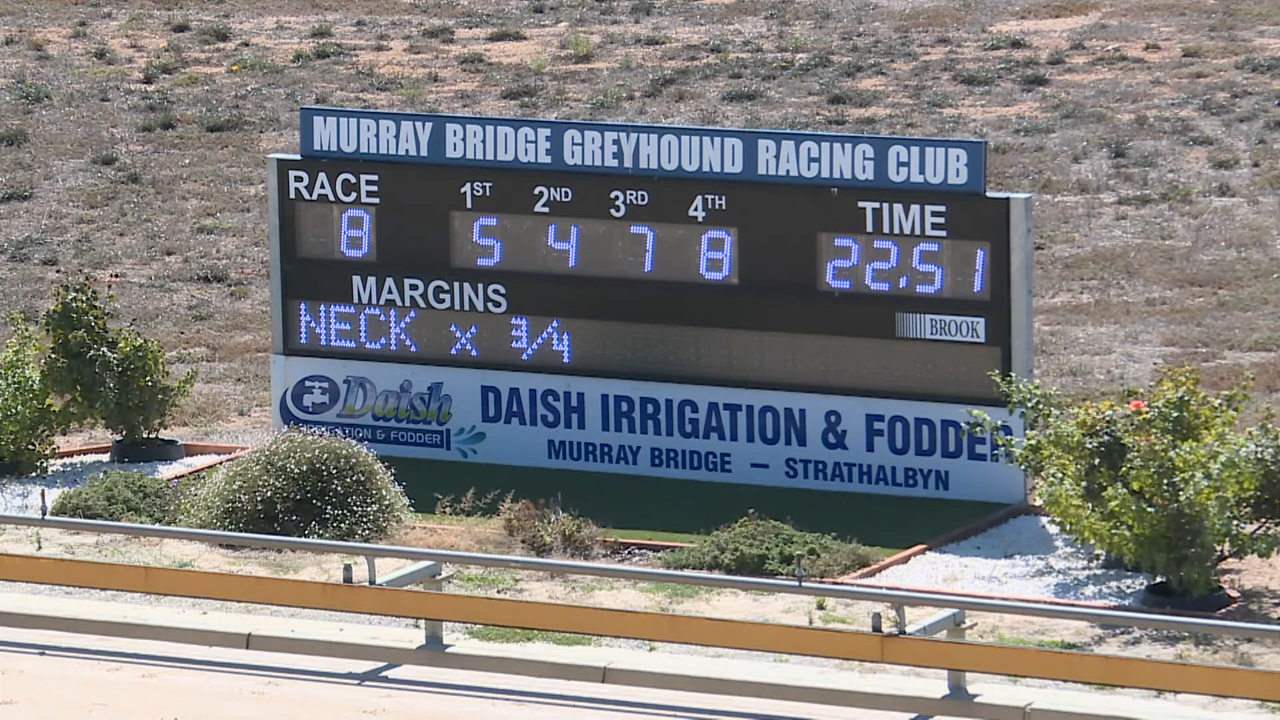 MURRAY BRIDGE GREYHOUND RACING CLUB
RACE 1ST 2ND 3RD 4TH TIME
8 5 4 7 8 22.51
MARGINS
NECK x 3/4
BROOK
Daish
IRRIGATION & FODDER
DAISH IRRIGATION & FODDER
MURRAY BRIDGE – STRATHALBYN